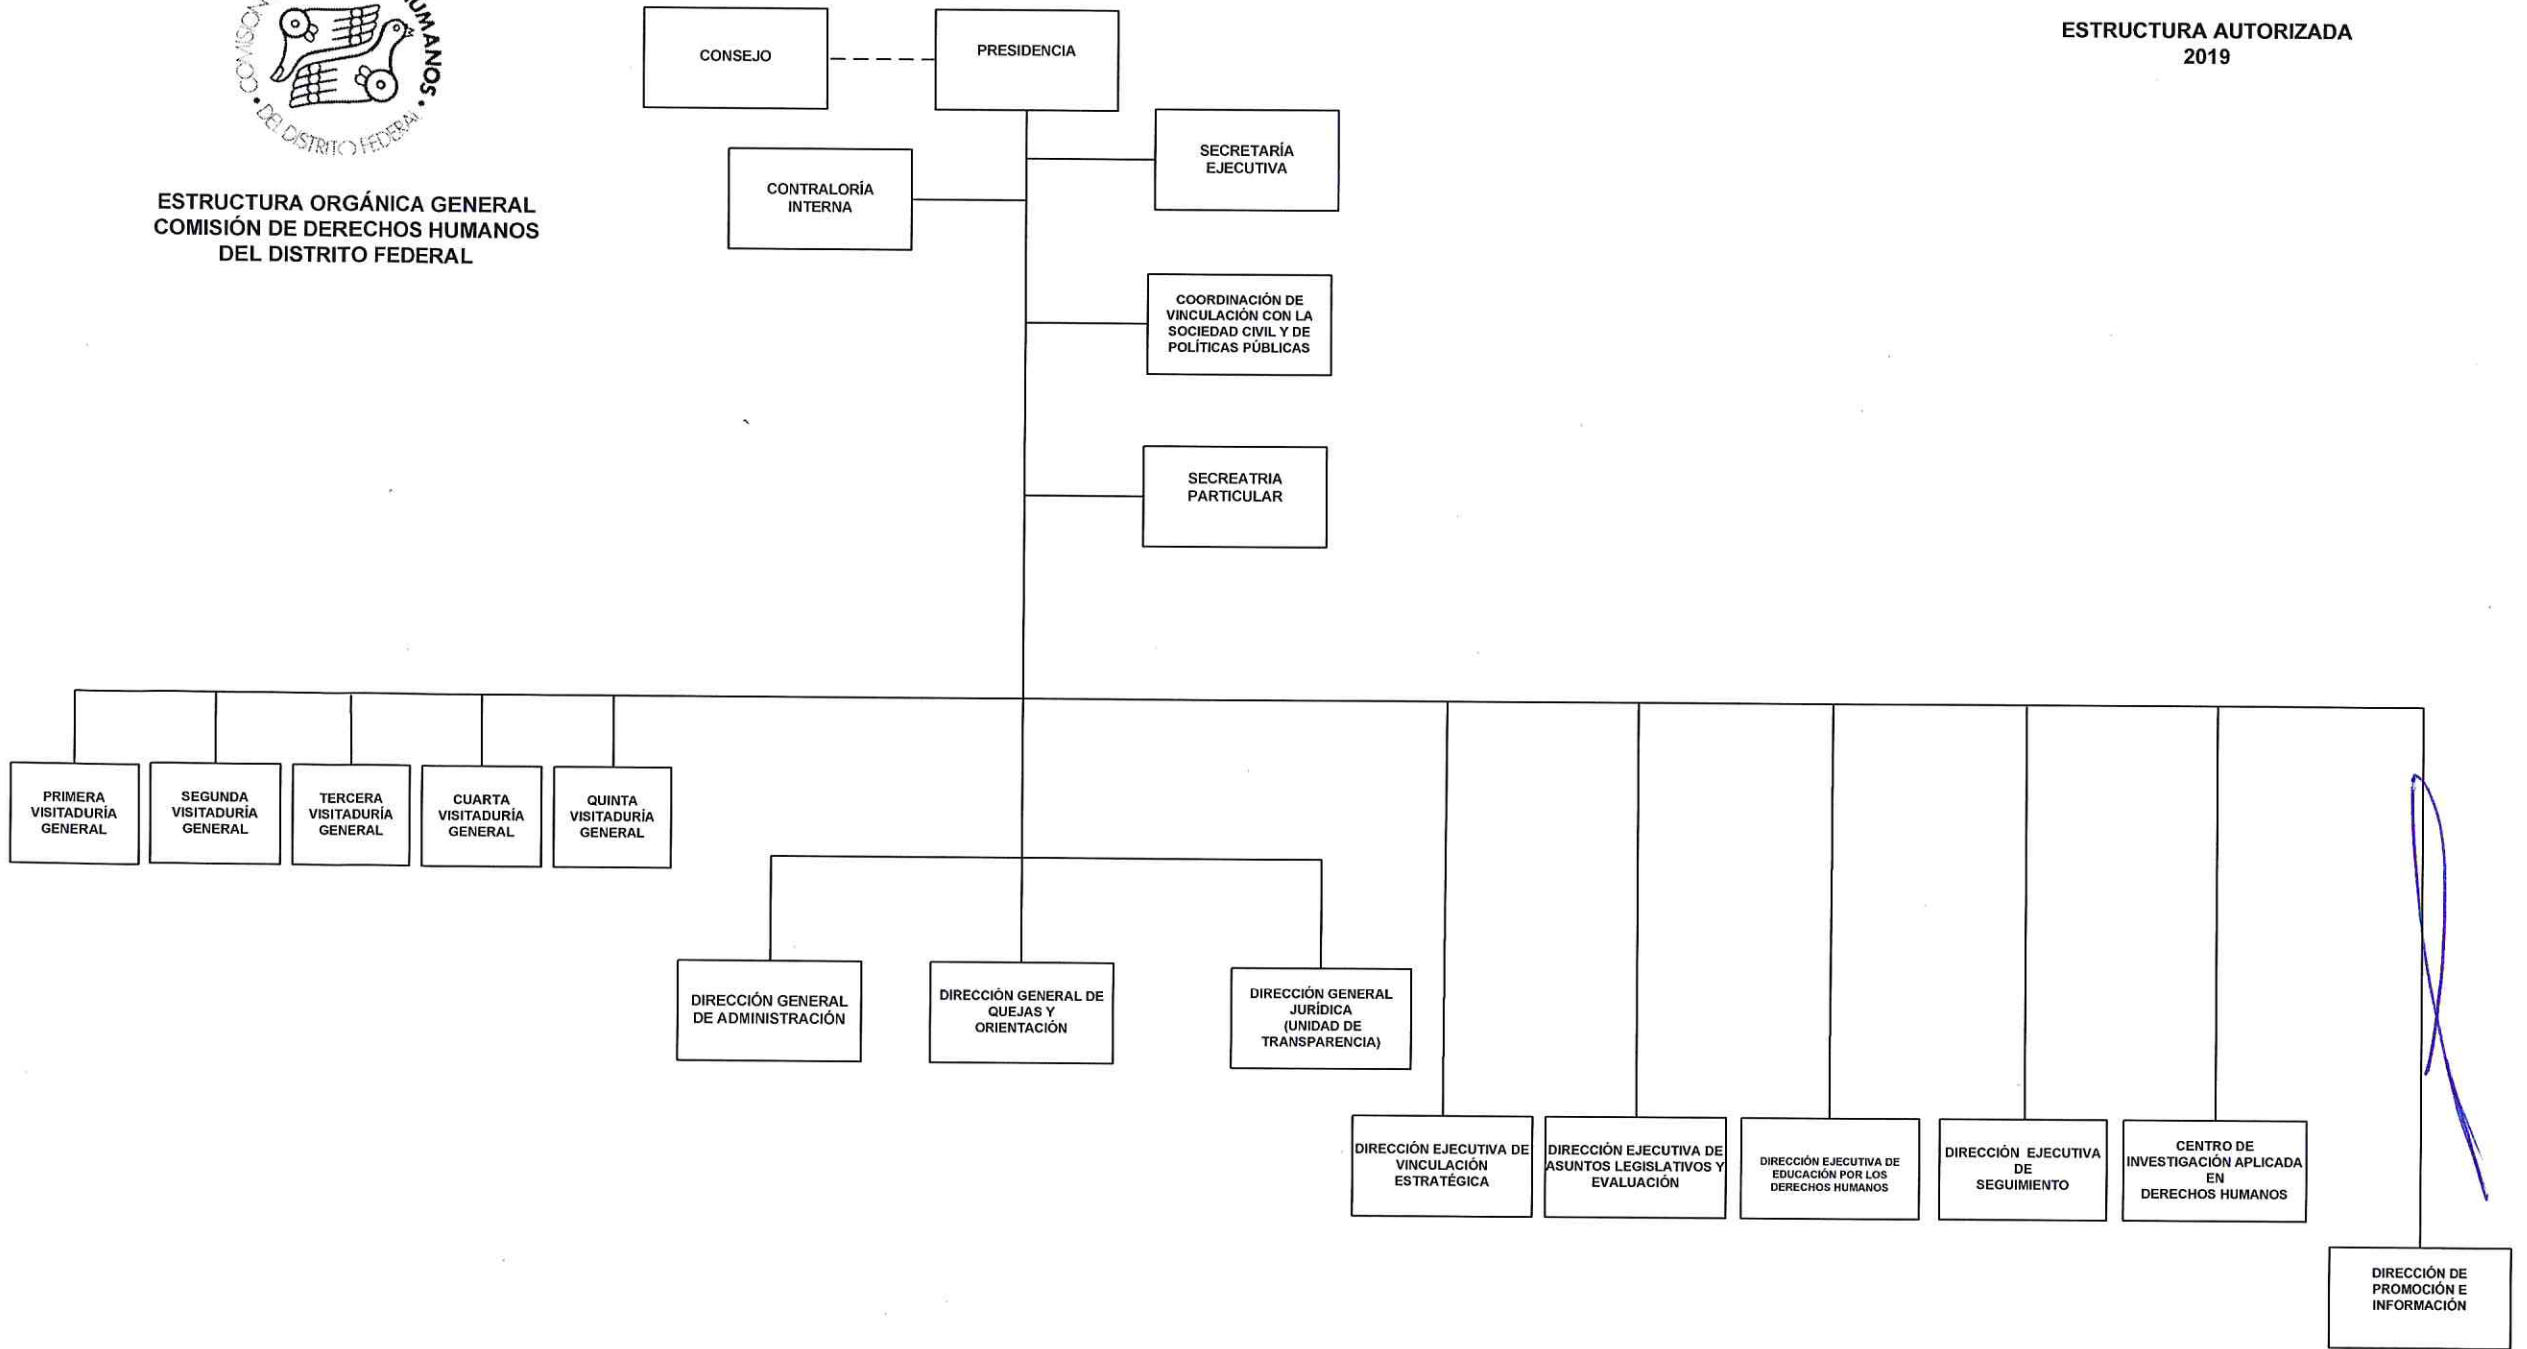 COMISIÓN
HUMANOS
DEL DISTRITO FEDERAL
ESTRUCTURA ORGÁNICA GENERAL
COMISIÓN DE DERECHOS HUMANOS
DEL DISTRITO FEDERAL
ESTRUCTURA AUTORIZADA
2019
CONSEJO
PRESIDENCIA
SECRETARÍA
EJECUTIVA
CONTRALORÍA
INTERNA
COORDINACIÓN DE
VINCULACIÓN CON LA
SOCIEDAD CIVIL Y DE
POLÍTICAS PÚBLICAS
SECREATRIA
PARTICULAR
PRIMERA
VISITADURÍA
GENERAL
SEGUNDA
VISITADURÍA
GENERAL
TERCERA
VISITADURÍA
GENERAL
CUARTA
VISITADURÍA
GENERAL
QUINTA
VISITADURÍA
GENERAL
DIRECCIÓN GENERAL
DE ADMINISTRACIÓN
DIRECCIÓN GENERAL DE
QUEJAS Y
ORIENTACIÓN
DIRECCIÓN GENERAL
JURÍDICA
(UNIDAD DE
TRANSPARENCIA)
DIRECCIÓN EJECUTIVA DE
VINCULACIÓN
ESTRATÉGICA
DIRECCIÓN EJECUTIVA DE
ASUNTOS LEGISLATIVOS Y
EVALUACIÓN
DIRECCIÓN EJECUTIVA DE
EDUCACIÓN POR LOS
DERECHOS HUMANOS
DIRECCIÓN EJECUTIVA
DE
SEGUIMIENTO
CENTRO DE
INVESTIGACIÓN APLICADA
EN
DERECHOS HUMANOS
DIRECCIÓN DE
PROMOCIÓN E
INFORMACIÓN